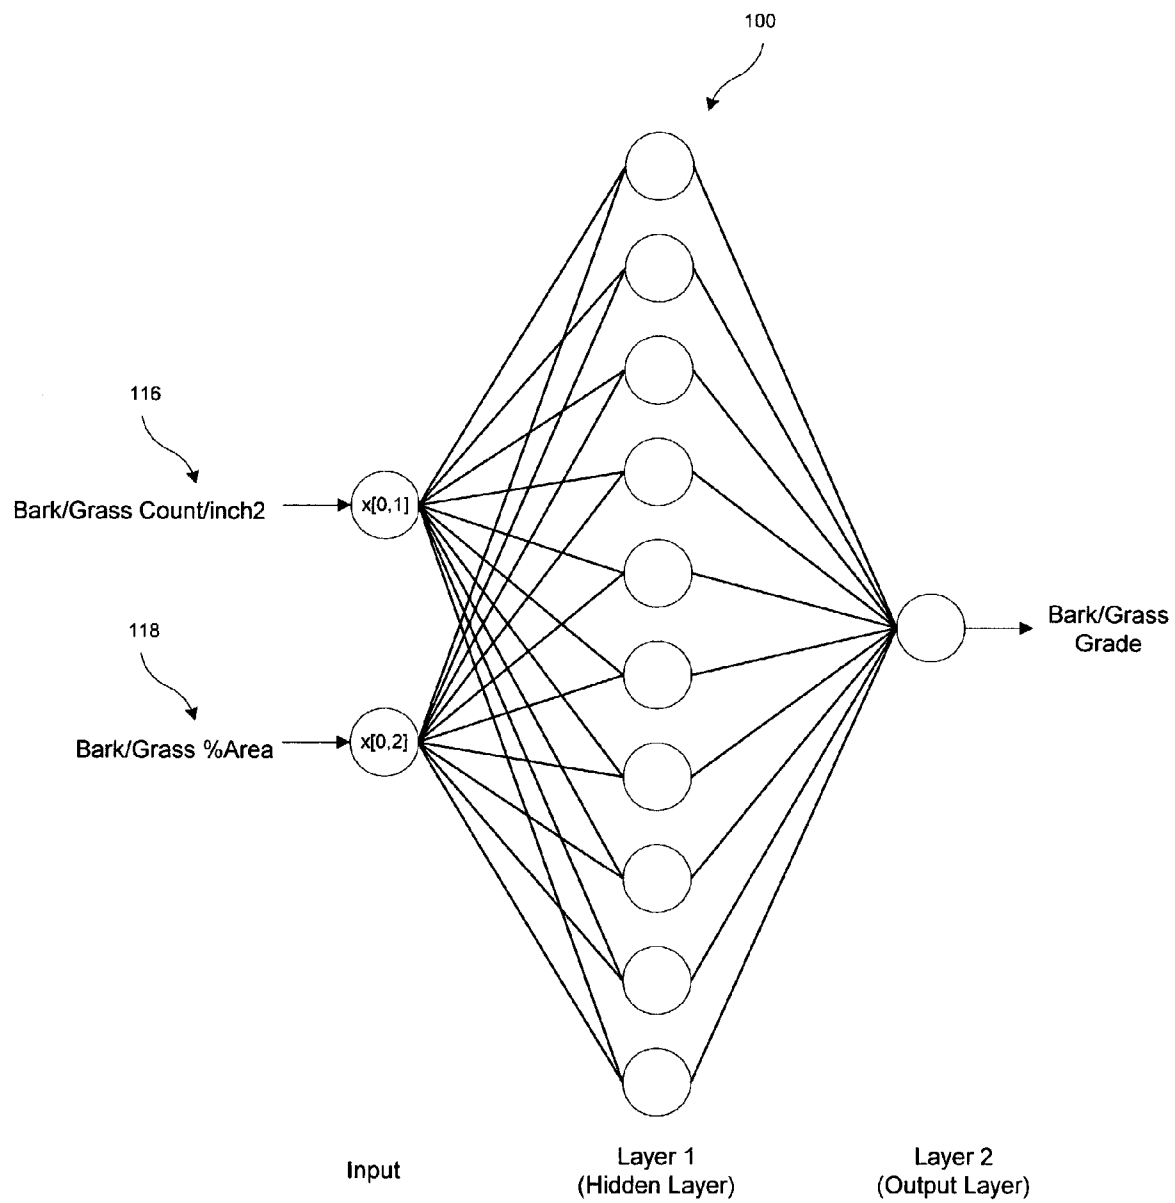 100
116
Bark/Grass Count/inch2
x[0,1]
118
Bark/Grass %Area
x[0,2]
Bark/Grass
Grade
Input
Layer 1
(Hidden Layer)
Layer 2
(Output Layer)